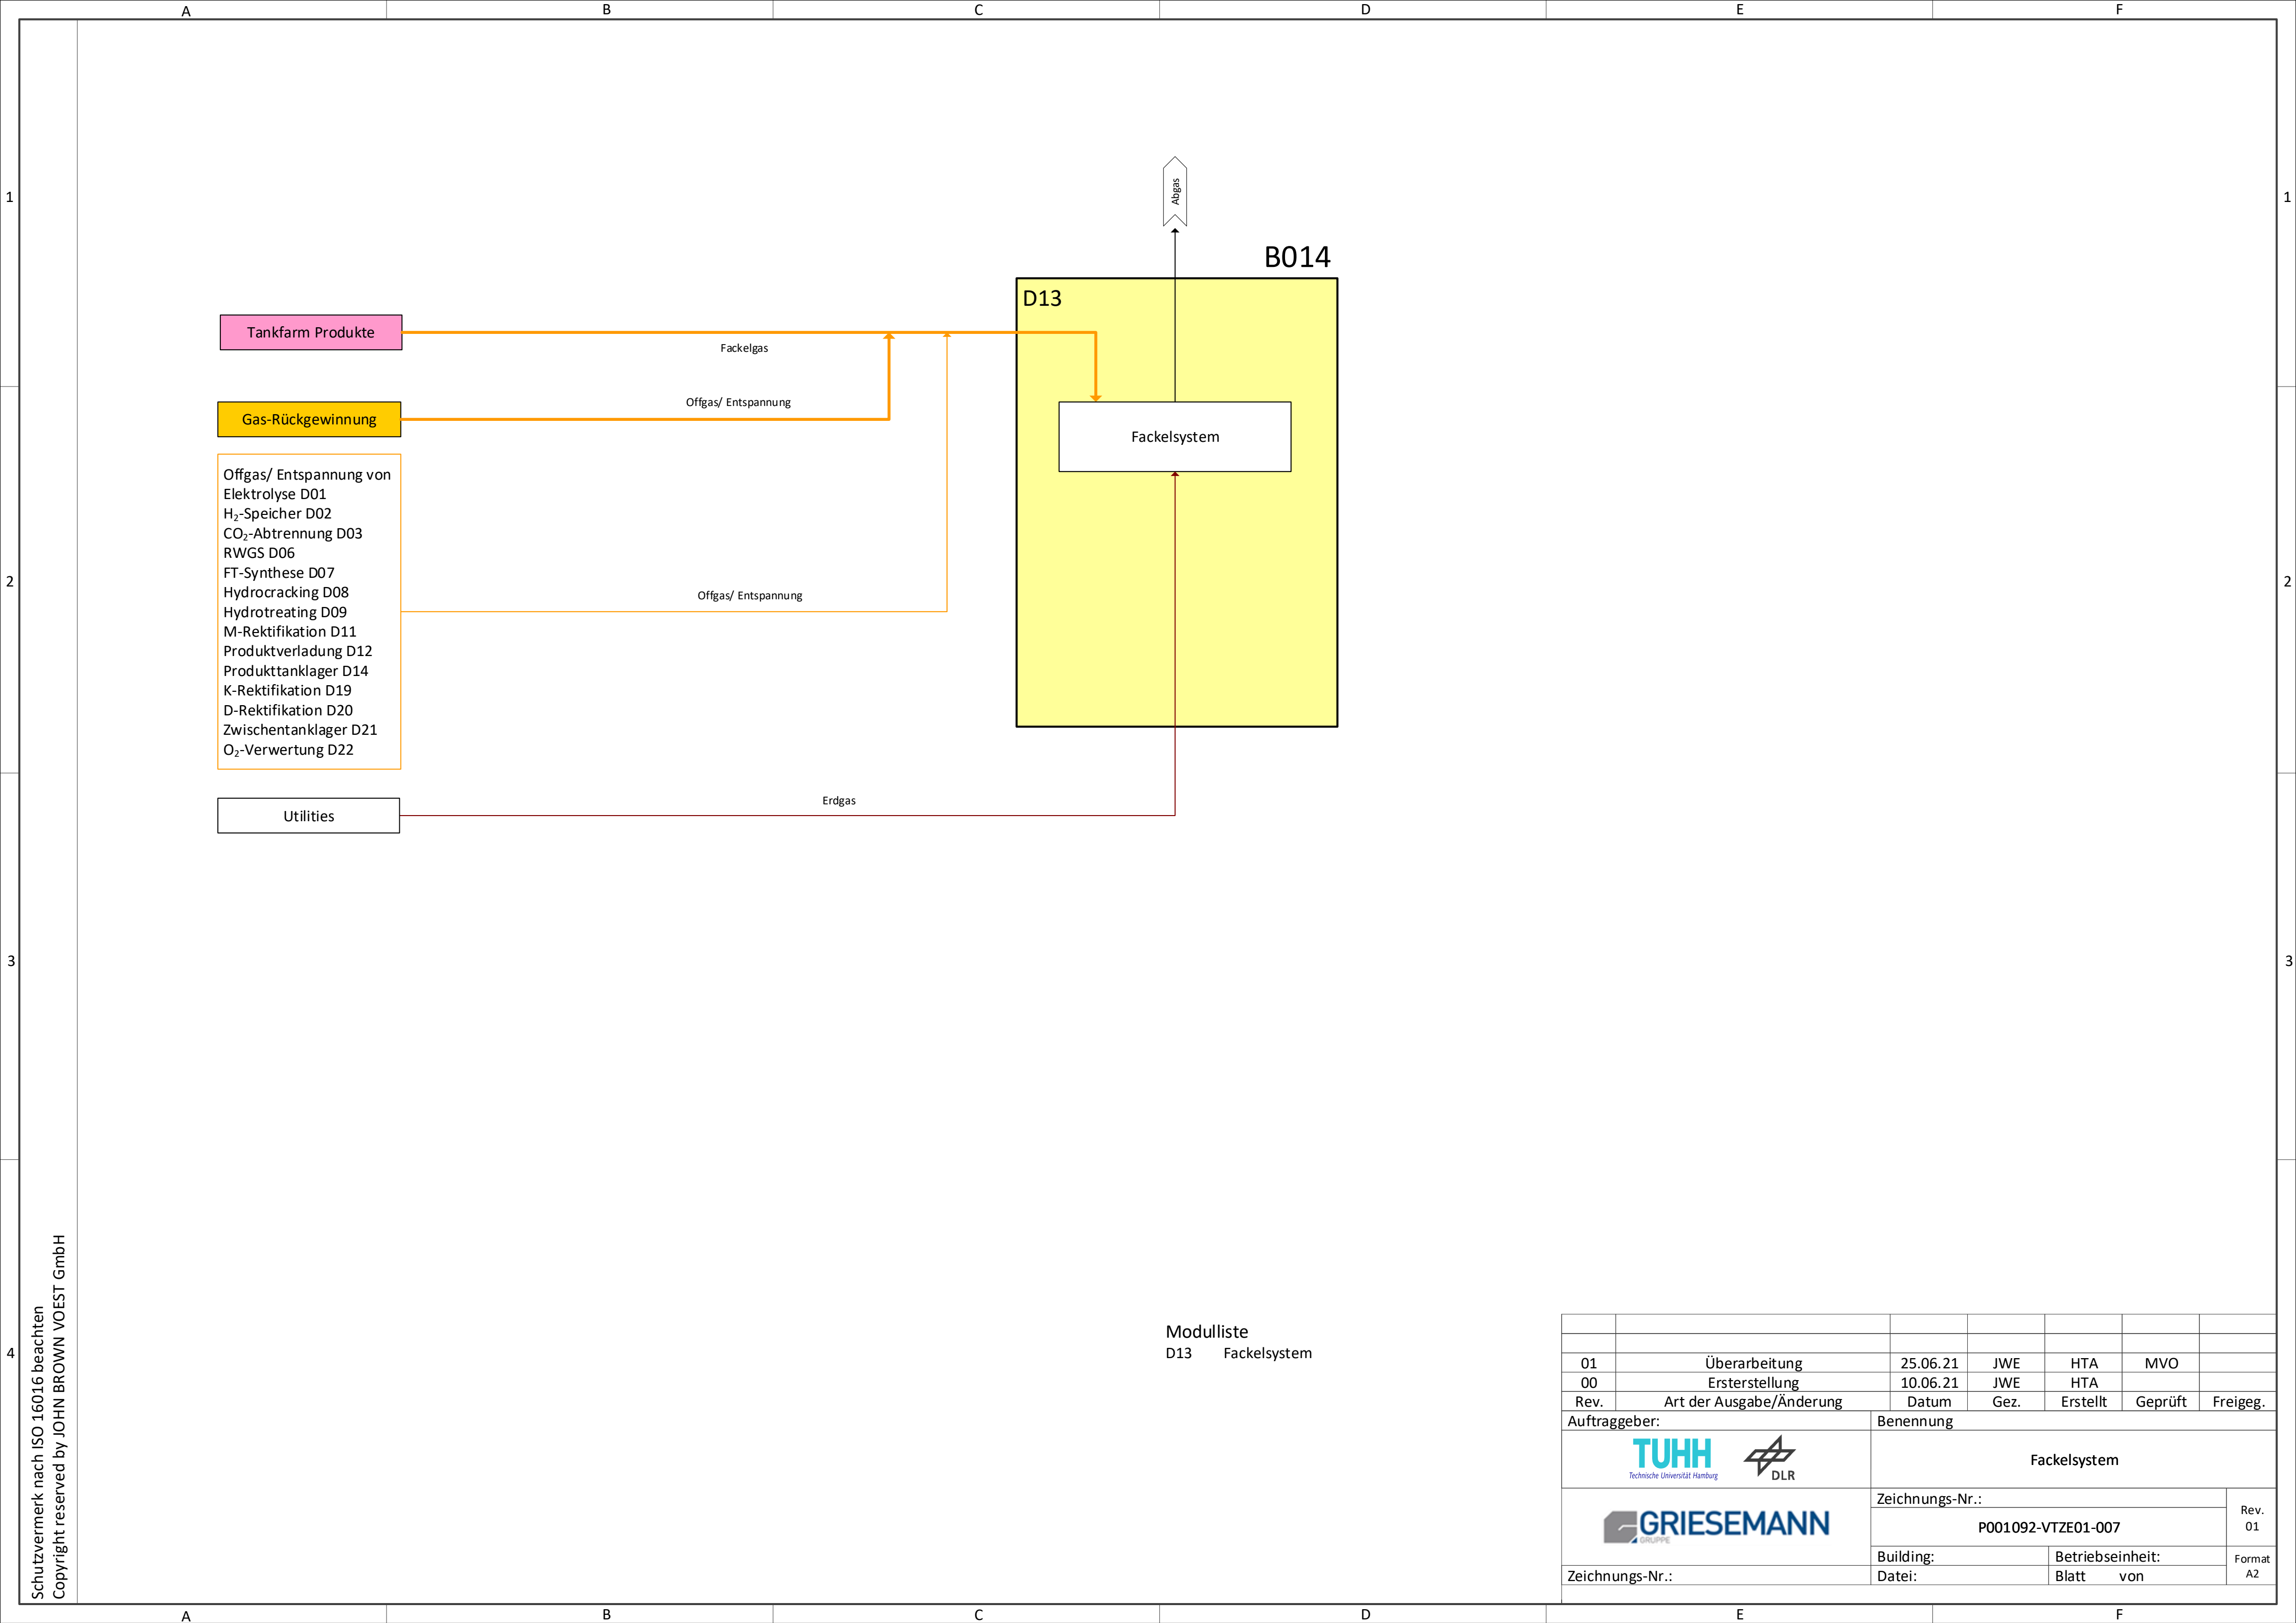 A B C D E F
1 1
Abgas
B014
D13
Tankfarm Produkte
Fackelgas
Gas-Rückgewinnung
Offgas/ Entspannung
Fackelsystem
Offgas/ Entspannung von
Elektrolyse D01
H₂-Speicher D02
CO₂-Abtrennung D03
RWGS D06
FT-Synthese D07
Hydrocracking D08
Hydrotreating D09
M-Rektifikation D11
Produktverladung D12
Produkttanklager D14
K-Rektifikation D19
D-Rektifikation D20
Zwischentanklager D21
O₂-Verwertung D22
2 2
Offgas/ Entspannung
Erdgas
Utilities
3 3
4
Schutzvermerk nach ISO 16016 beachten
Copyright reserved by JOHN BROWN VOEST GmbH
Modulliste
D13 Fackelsystem
01 Überarbeitung 25.06.21 JWE HTA MVO
00 Ersterstellung 10.06.21 JWE HTA
Rev. Art der Ausgabe/Änderung Datum Gez. Erstellt Geprüft Freigeg.
Auftraggeber: Benennung
TUHH
Technische Universität Hamburg
DLR
Fackelsystem
GRIESEMANN
GRUPPE
Zeichnungs-Nr.:
P001092-VTZE01-007
Rev.
01
Building: Betriebseinheit:
Format
A2
Zeichnungs-Nr.: Datei: Blatt von
A B C D E F